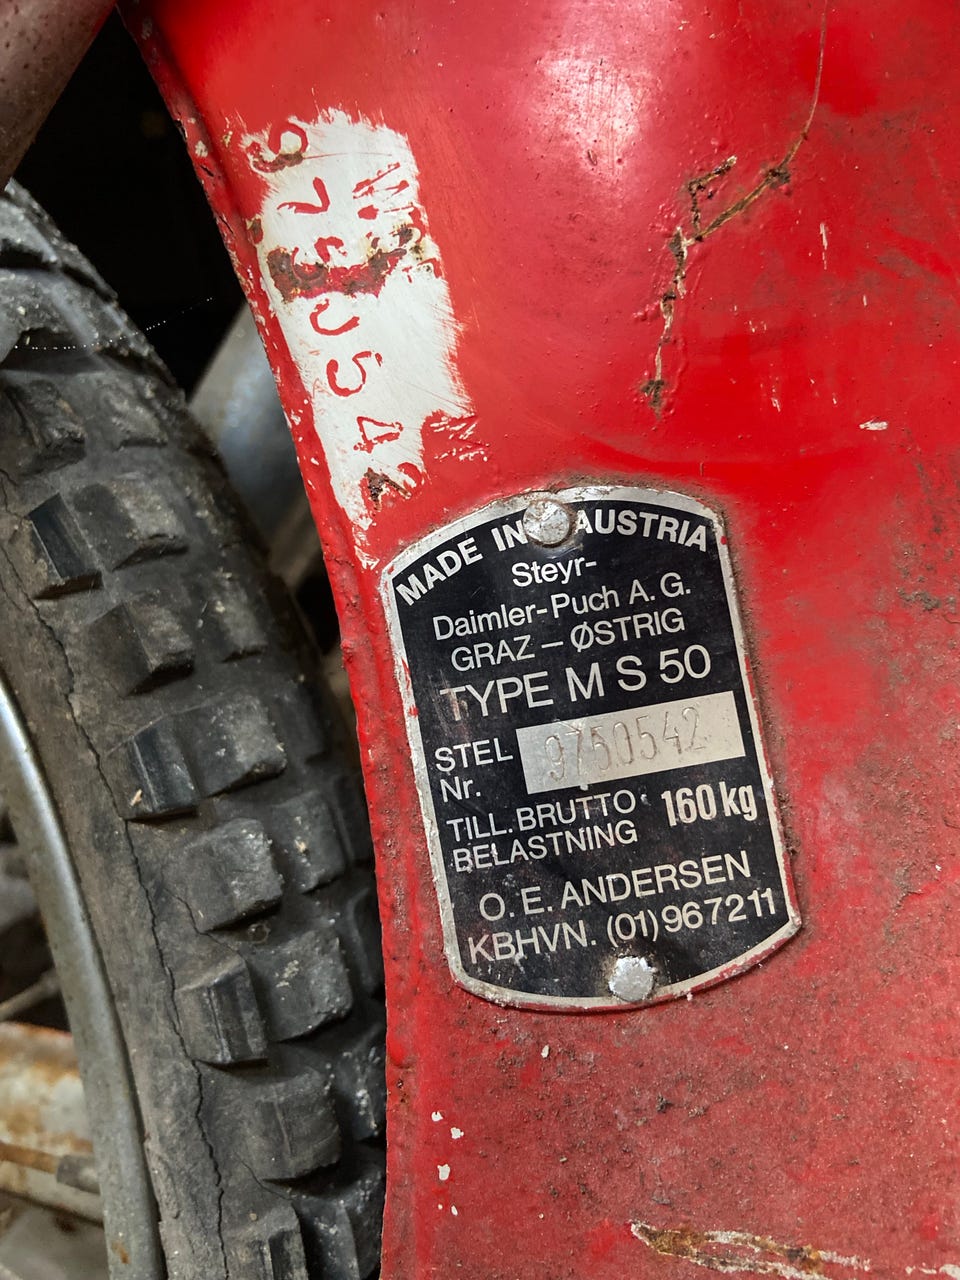 9750542
MADE IN AUSTRIA
Steyr-
Daimler-Puch A.G.
GRAZ – ØSTRIG
TYPE M S 50
STEL 9750542
Nr.
TILL. BRUTTO 160 kg
BELASTNING
O. E. ANDERSEN
KBHVN. (01) 967211